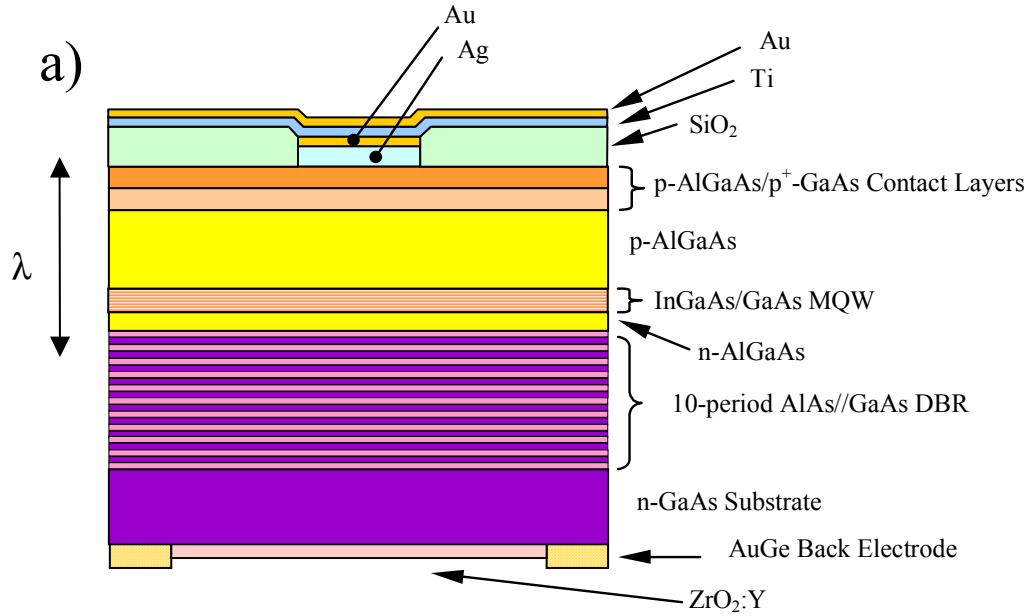 a)
Au
Ag
Au
Ti
SiO₂
p-AlGaAs/p⁺-GaAs Contact Layers
p-AlGaAs
λ
InGaAs/GaAs MQW
n-AlGaAs
10-period AlAs//GaAs DBR
n-GaAs Substrate
AuGe Back Electrode
ZrO₂:Y